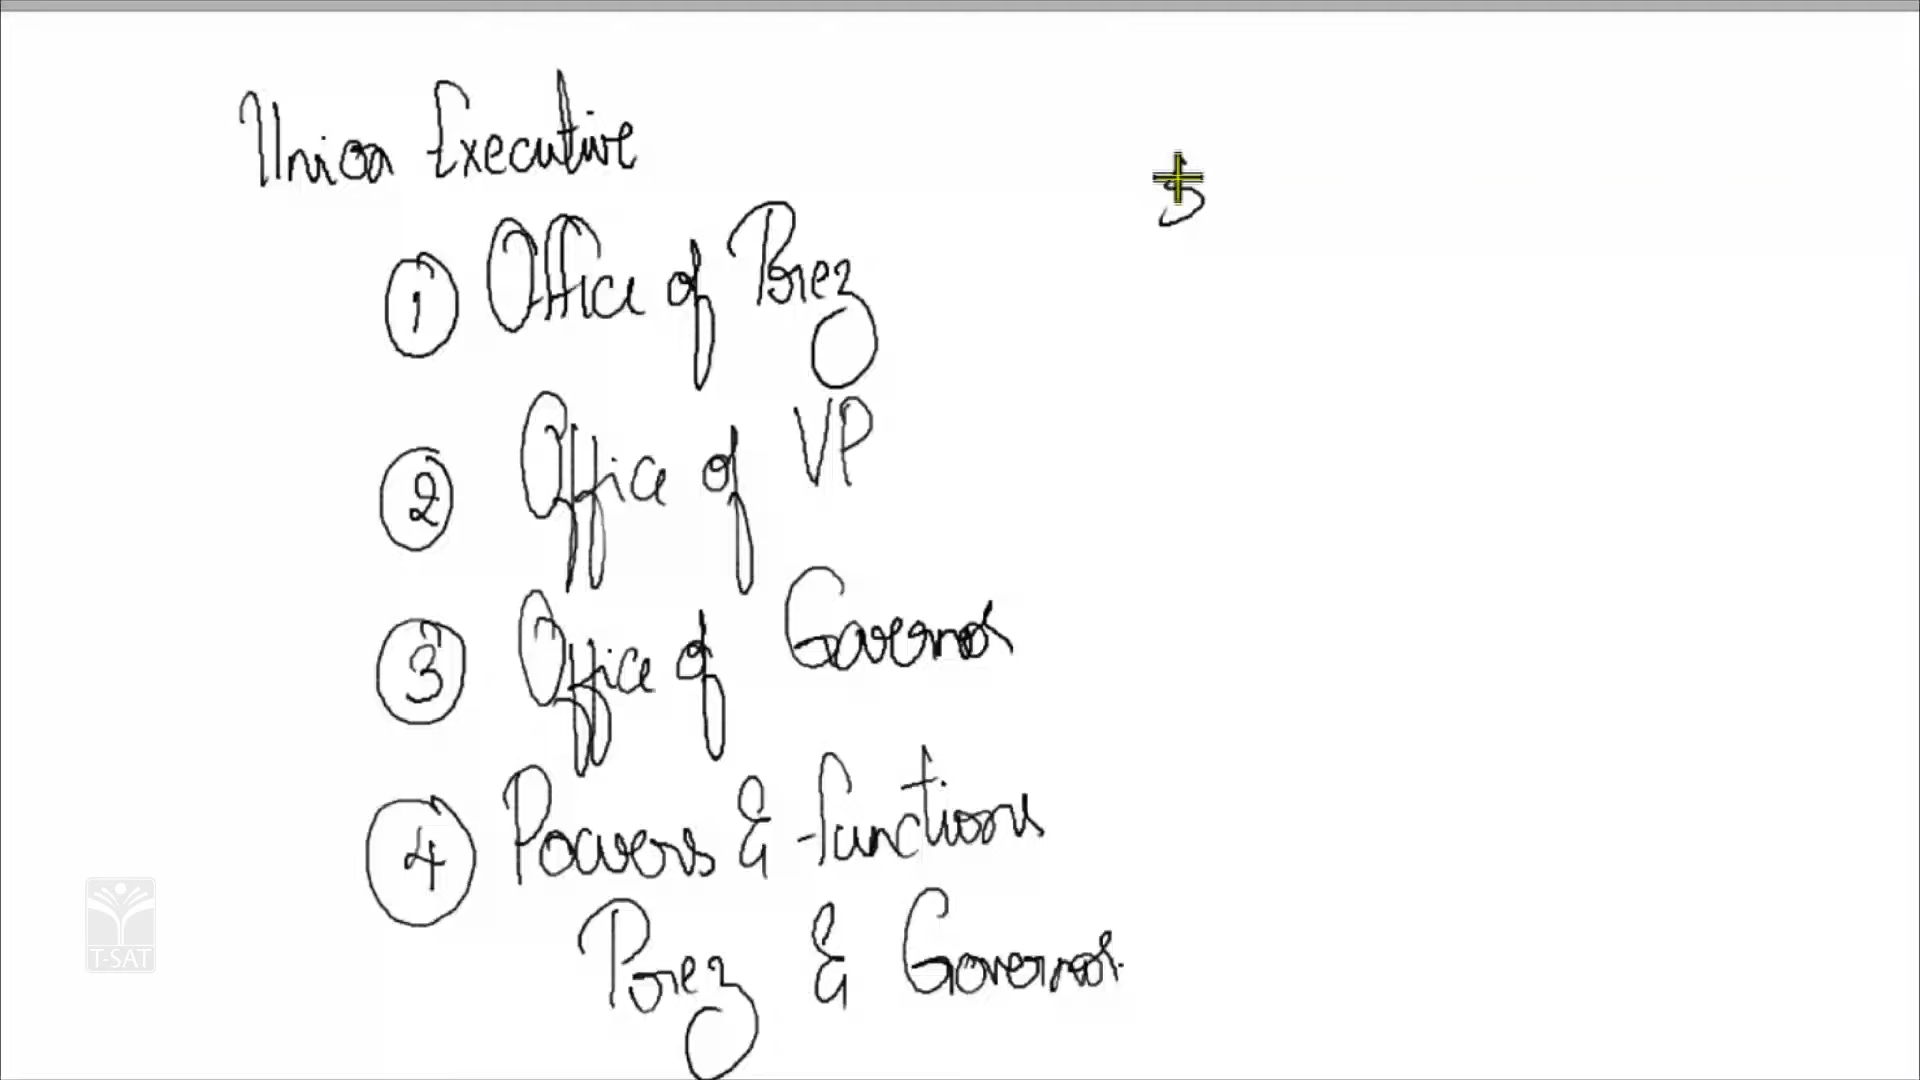 Union Executive
① Office of Prez
② Office of VP
③ Office of Governor
④ Powers & functions
Prez & Governor
T-SAT